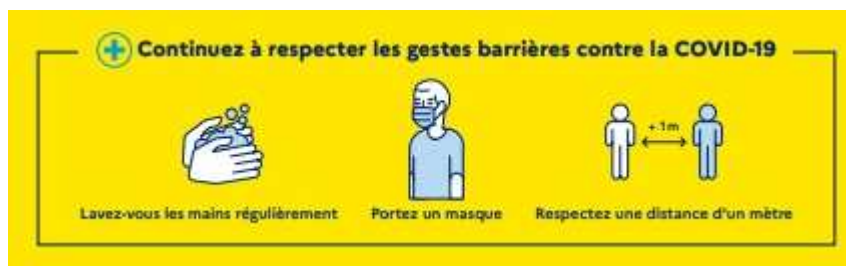 Continuez à respecter les gestes barrières contre la COVID-19
+ 1m
Lavez-vous les mains régulièrement
Portez un masque
Respectez une distance d'un mètre